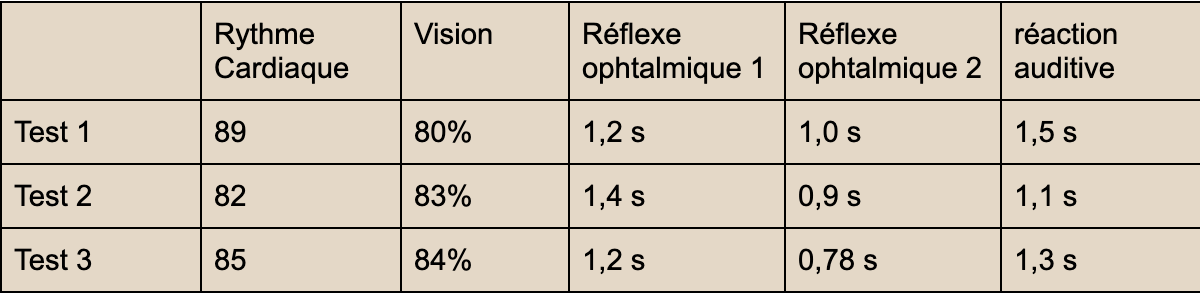 Rythme Cardiaque Vision Réflexe ophtalmique 1 Réflexe ophtalmique 2 réaction auditive
Test 1 89 80% 1,2 s 1,0 s 1,5 s
Test 2 82 83% 1,4 s 0,9 s 1,1 s
Test 3 85 84% 1,2 s 0,78 s 1,3 s